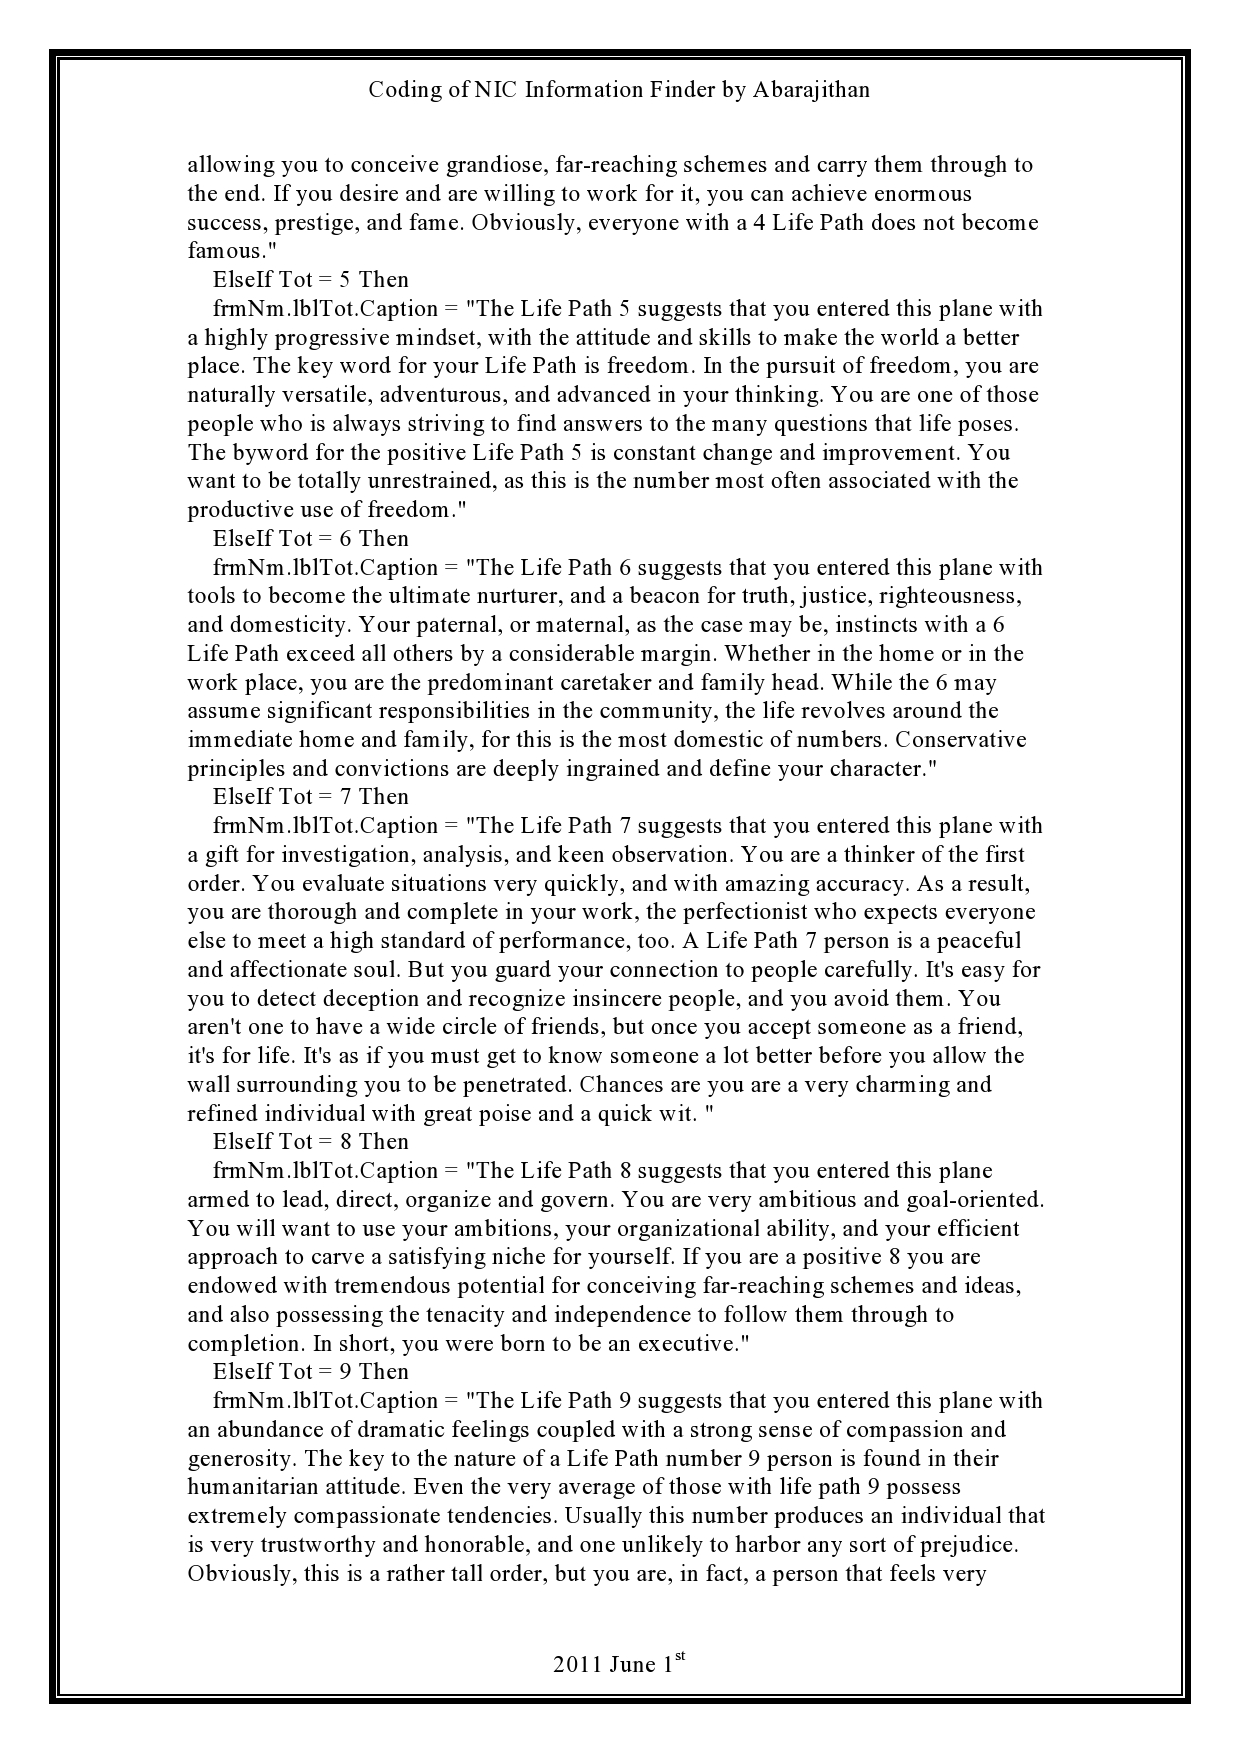 Coding of NIC Information Finder by Abarajithan
allowing you to conceive grandiose, far-reaching schemes and carry them through to
the end. If you desire and are willing to work for it, you can achieve enormous
success, prestige, and fame. Obviously, everyone with a 4 Life Path does not become
famous."
ElseIf Tot = 5 Then
frmNm.lblTot.Caption = "The Life Path 5 suggests that you entered this plane with
a highly progressive mindset, with the attitude and skills to make the world a better
place. The key word for your Life Path is freedom. In the pursuit of freedom, you are
naturally versatile, adventurous, and advanced in your thinking. You are one of those
people who is always striving to find answers to the many questions that life poses.
The byword for the positive Life Path 5 is constant change and improvement. You
want to be totally unrestrained, as this is the number most often associated with the
productive use of freedom."
ElseIf Tot = 6 Then
frmNm.lblTot.Caption = "The Life Path 6 suggests that you entered this plane with
tools to become the ultimate nurturer, and a beacon for truth, justice, righteousness,
and domesticity. Your paternal, or maternal, as the case may be, instincts with a 6
Life Path exceed all others by a considerable margin. Whether in the home or in the
work place, you are the predominant caretaker and family head. While the 6 may
assume significant responsibilities in the community, the life revolves around the
immediate home and family, for this is the most domestic of numbers. Conservative
principles and convictions are deeply ingrained and define your character."
ElseIf Tot = 7 Then
frmNm.lblTot.Caption = "The Life Path 7 suggests that you entered this plane with
a gift for investigation, analysis, and keen observation. You are a thinker of the first
order. You evaluate situations very quickly, and with amazing accuracy. As a result,
you are thorough and complete in your work, the perfectionist who expects everyone
else to meet a high standard of performance, too. A Life Path 7 person is a peaceful
and affectionate soul. But you guard your connection to people carefully. It's easy for
you to detect deception and recognize insincere people, and you avoid them. You
aren't one to have a wide circle of friends, but once you accept someone as a friend,
it's for life. It's as if you must get to know someone a lot better before you allow the
wall surrounding you to be penetrated. Chances are you are a very charming and
refined individual with great poise and a quick wit. "
ElseIf Tot = 8 Then
frmNm.lblTot.Caption = "The Life Path 8 suggests that you entered this plane
armed to lead, direct, organize and govern. You are very ambitious and goal-oriented.
You will want to use your ambitions, your organizational ability, and your efficient
approach to carve a satisfying niche for yourself. If you are a positive 8 you are
endowed with tremendous potential for conceiving far-reaching schemes and ideas,
and also possessing the tenacity and independence to follow them through to
completion. In short, you were born to be an executive."
ElseIf Tot = 9 Then
frmNm.lblTot.Caption = "The Life Path 9 suggests that you entered this plane with
an abundance of dramatic feelings coupled with a strong sense of compassion and
generosity. The key to the nature of a Life Path number 9 person is found in their
humanitarian attitude. Even the very average of those with life path 9 possess
extremely compassionate tendencies. Usually this number produces an individual that
is very trustworthy and honorable, and one unlikely to harbor any sort of prejudice.
Obviously, this is a rather tall order, but you are, in fact, a person that feels very
2011 June 1st